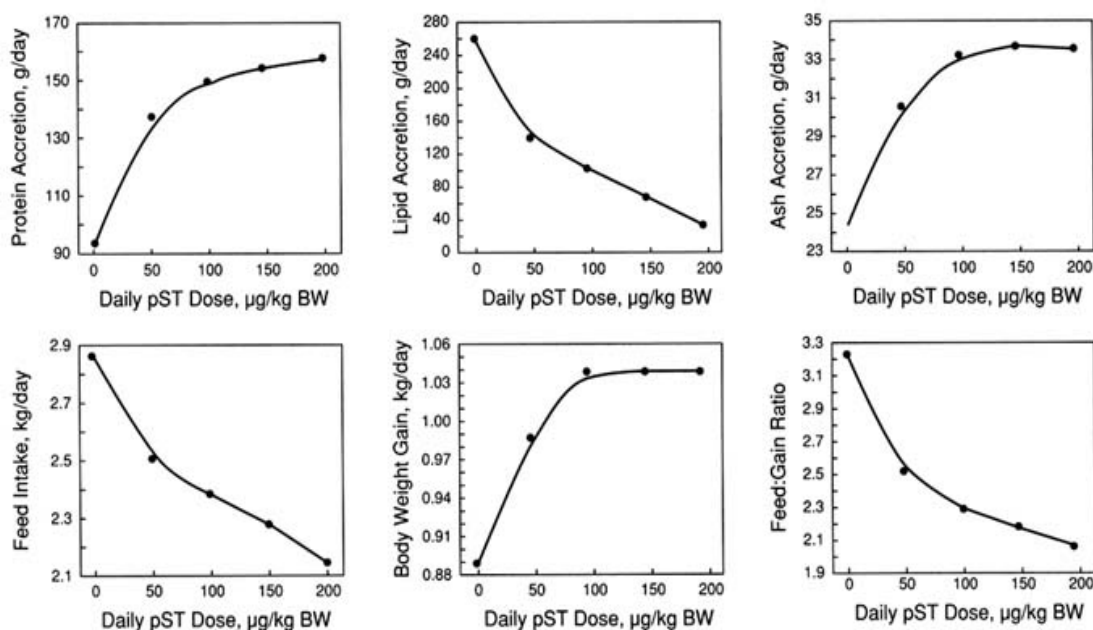 Protein Accretion, g/day
170
150
130
110
90
0 50 100 150 200
Daily pST Dose, µg/kg BW
Lipid Accretion, g/day
280
240
200
160
120
80
40
0
0 50 100 150 200
Daily pST Dose, µg/kg BW
Ash Accretion, g/day
35
33
31
29
27
25
23
0 50 100 150 200
Daily pST Dose, µg/kg BW
Feed Intake, kg/day
2.9
2.7
2.5
2.3
2.1
0 50 100 150 200
Daily pST Dose, µg/kg BW
Body Weight Gain, kg/day
1.06
1.03
1.00
0.97
0.94
0.91
0.88
0 50 100 150 200
Daily pST Dose, µg/kg BW
Feed:Gain Ratio
3.3
3.1
2.9
2.7
2.5
2.3
2.1
1.9
0 50 100 150 200
Daily pST Dose, µg/kg BW